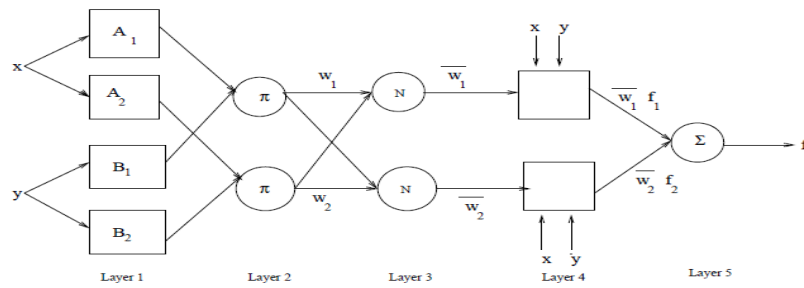 x y
A 1
w 1
w 1
x
π
N
w 1 f 1
A 2
Σ
f
B 1
w 2 f 2
y
π
N
w 2
w 2
B 2
x y
Layer 1 Layer 2 Layer 3 Layer 4 Layer 5